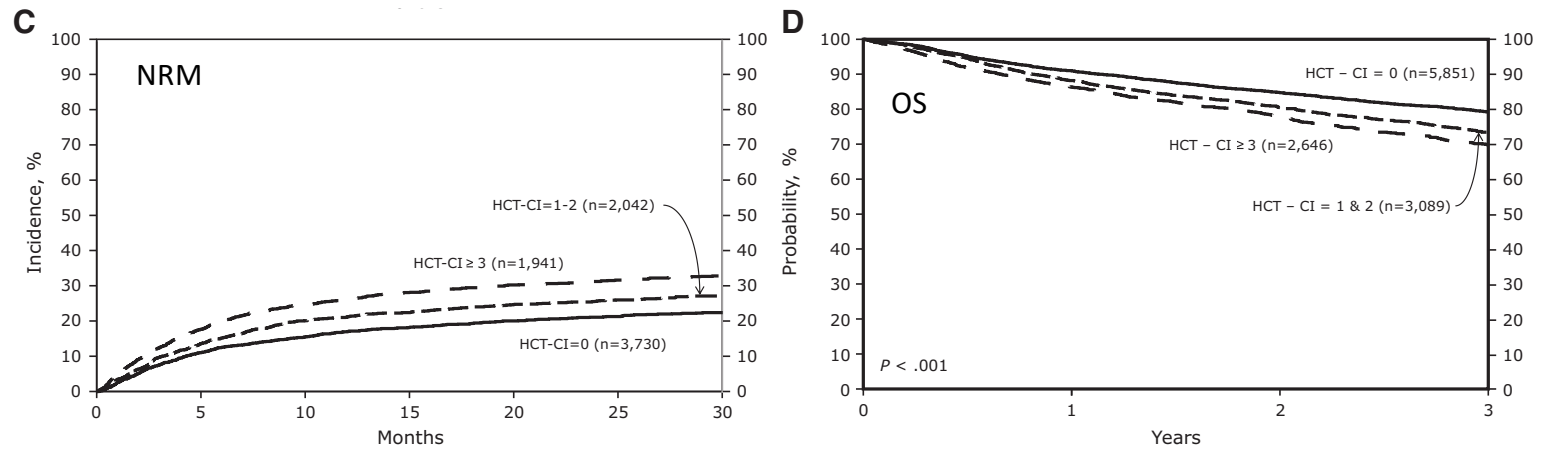 C
100
90
80
70
60
50
40
30
20
10
0
Incidence, %
NRM
HCT-CI=1-2 (n=2,042)
HCT-CI ≥ 3 (n=1,941)
HCT-CI=0 (n=3,730)
100
90
80
70
60
50
40
30
20
10
0
0 5 10 15 20 25 30
Months
D
100
90
80
70
60
50
40
30
20
10
0
Probability, %
OS
HCT – CI = 0 (n=5,851)
HCT – CI ≥ 3 (n=2,646)
HCT – CI = 1 & 2 (n=3,089)
P < .001
100
90
80
70
60
50
40
30
20
10
0
0 1 2 3
Years